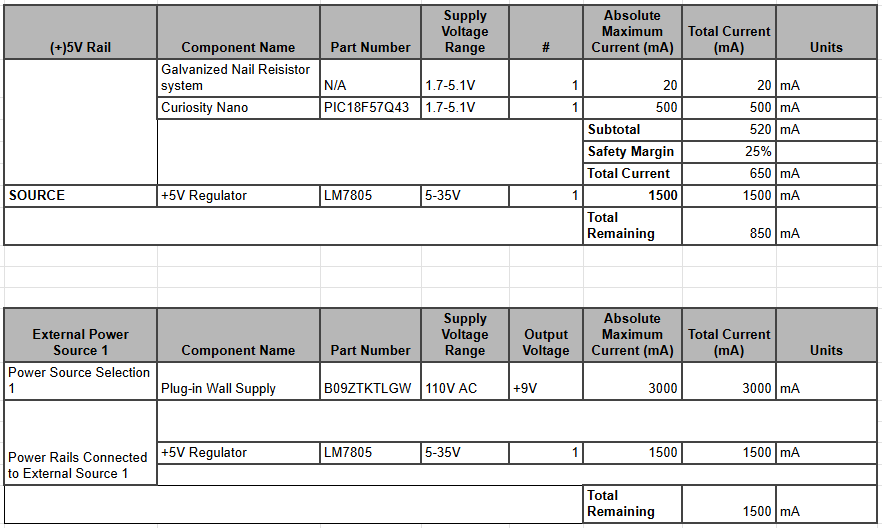 (+)5V Rail Component Name Part Number Supply Voltage Range # Absolute Maximum Current (mA) Total Current (mA) Units
Galvanized Nail Reisistor system N/A 1.7-5.1V 1 20 20 mA
Curiosity Nano PIC18F57Q43 1.7-5.1V 1 500 500 mA
Subtotal 520 mA
Safety Margin 25%
Total Current 650 mA
SOURCE +5V Regulator LM7805 5-35V 1 1500 1500 mA
Total Remaining 850 mA
External Power Source 1 Component Name Part Number Supply Voltage Range Output Voltage Absolute Maximum Current (mA) Total Current (mA) Units
Power Source Selection 1 Plug-in Wall Supply B09ZTKTLGW 110V AC +9V 3000 3000 mA
Power Rails Connected to External Source 1 +5V Regulator LM7805 5-35V 1 1500 1500 mA
Total Remaining 1500 mA